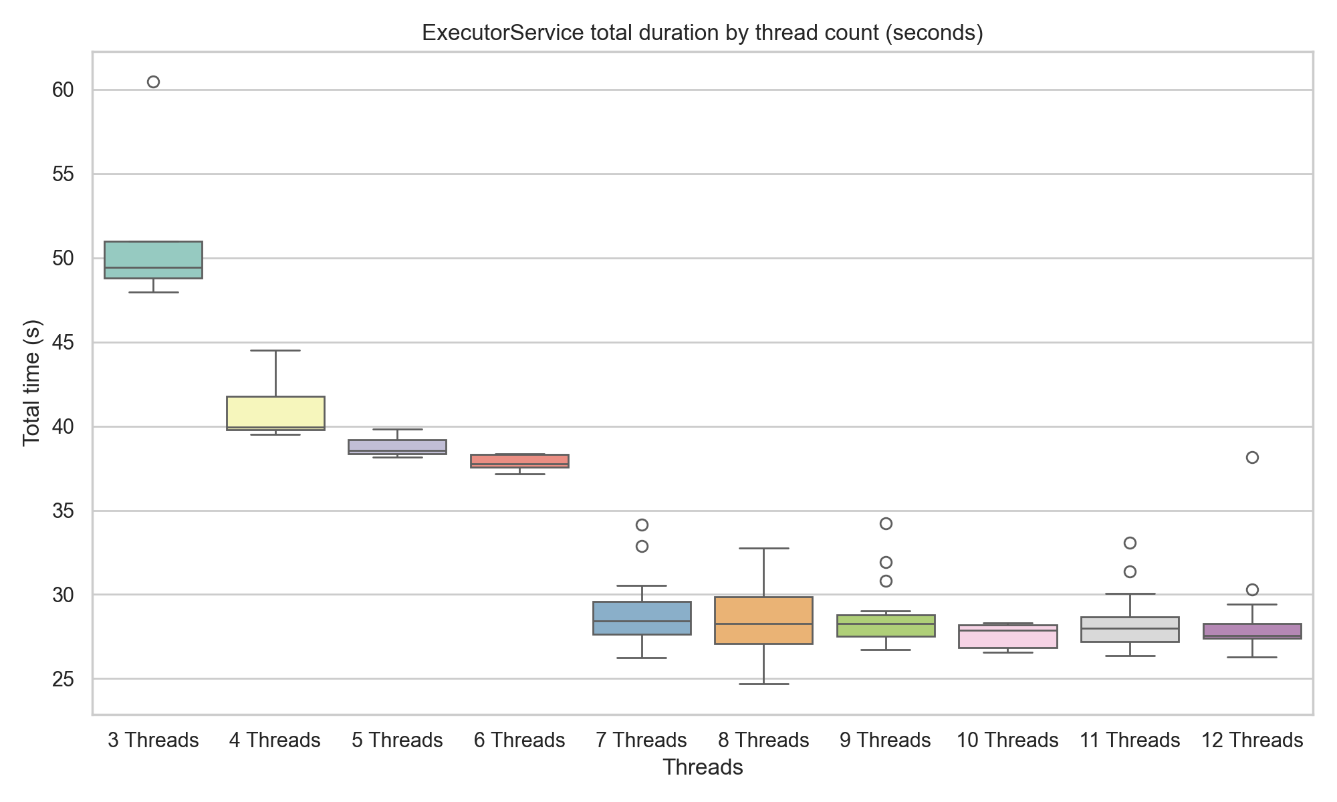 ExecutorService total duration by thread count (seconds)
60
55
50
45
40
35
30
25
Total time (s)
3 Threads
4 Threads
5 Threads
6 Threads
7 Threads
8 Threads
9 Threads
10 Threads
11 Threads
12 Threads
Threads